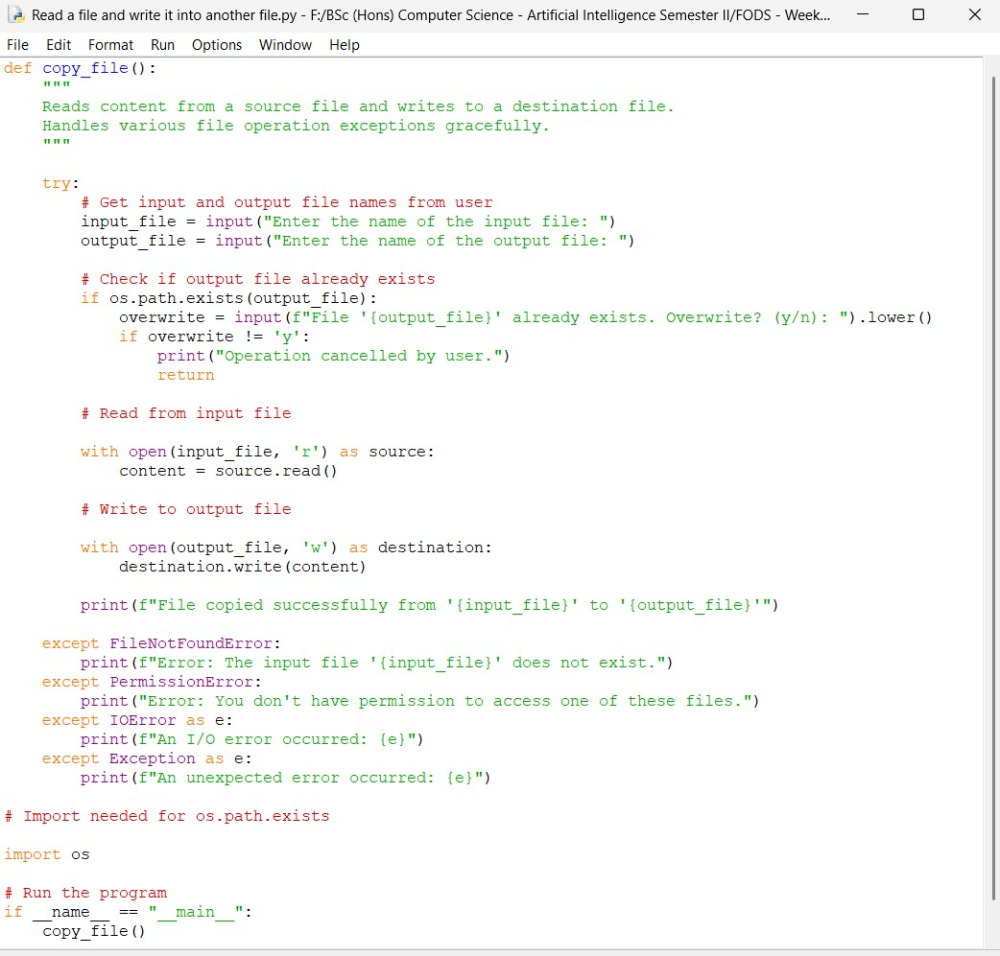 Read a file and write it into another file.py - F:/BSc (Hons) Computer Science - Artificial Intelligence Semester II/FODS - Week...
File Edit Format Run Options Window Help
def copy_file():
    """
    Reads content from a source file and writes to a destination file.
    Handles various file operation exceptions gracefully.
    """

    try:
        # Get input and output file names from user
        input_file = input("Enter the name of the input file: ")
        output_file = input("Enter the name of the output file: ")

        # Check if output file already exists
        if os.path.exists(output_file):
            overwrite = input(f"File '{output_file}' already exists. Overwrite? (y/n): ").lower()
            if overwrite != 'y':
                print("Operation cancelled by user.")
                return

        # Read from input file

        with open(input_file, 'r') as source:
            content = source.read()

        # Write to output file

        with open(output_file, 'w') as destination:
            destination.write(content)

        print(f"File copied successfully from '{input_file}' to '{output_file}'")

    except FileNotFoundError:
        print(f"Error: The input file '{input_file}' does not exist.")
    except PermissionError:
        print("Error: You don't have permission to access one of these files.")
    except IOError as e:
        print(f"An I/O error occurred: {e}")
    except Exception as e:
        print(f"An unexpected error occurred: {e}")

# Import needed for os.path.exists

import os

# Run the program
if __name__ == "__main__":
    copy_file()